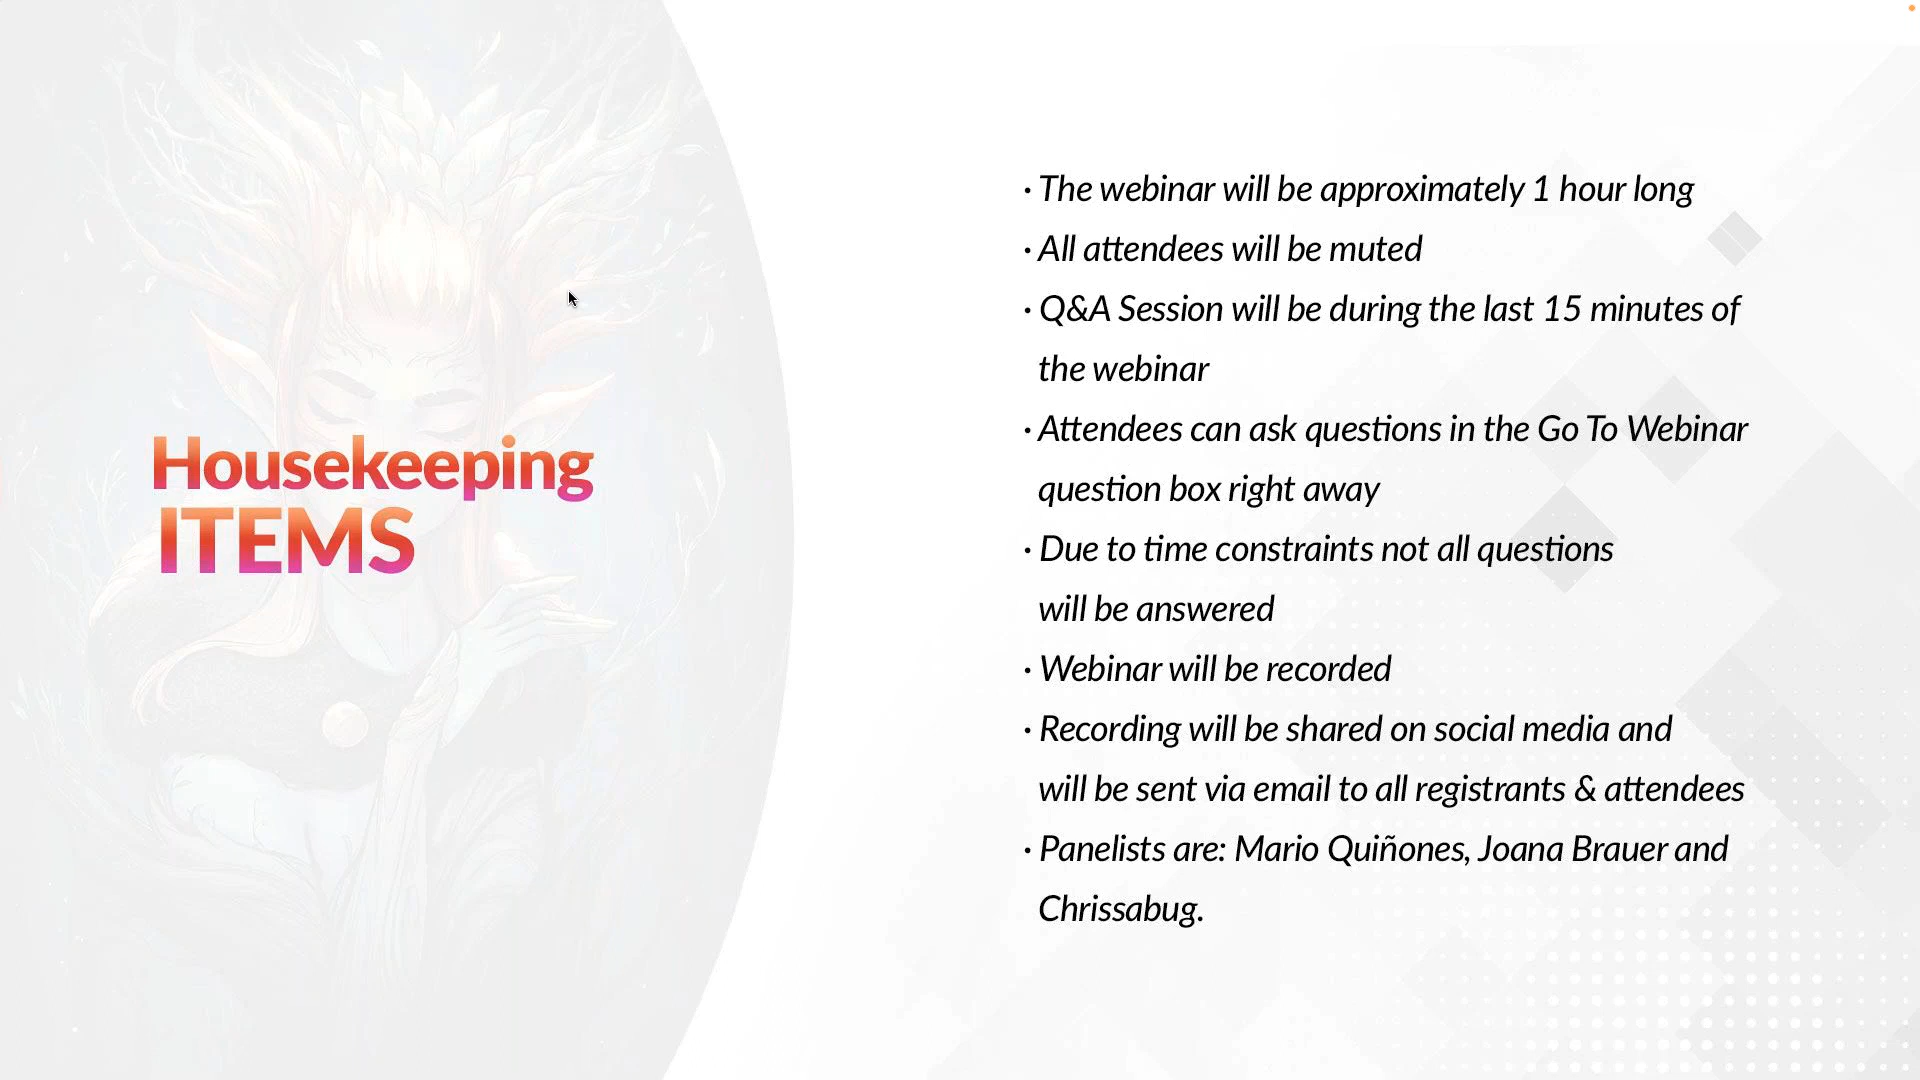 Housekeeping
ITEMS
· The webinar will be approximately 1 hour long
· All attendees will be muted
· Q&A Session will be during the last 15 minutes of
the webinar
· Attendees can ask questions in the Go To Webinar
question box right away
· Due to time constraints not all questions
will be answered
· Webinar will be recorded
· Recording will be shared on social media and
will be sent via email to all registrants & attendees
· Panelists are: Mario Quiñones, Joana Brauer and
Chrissabug.